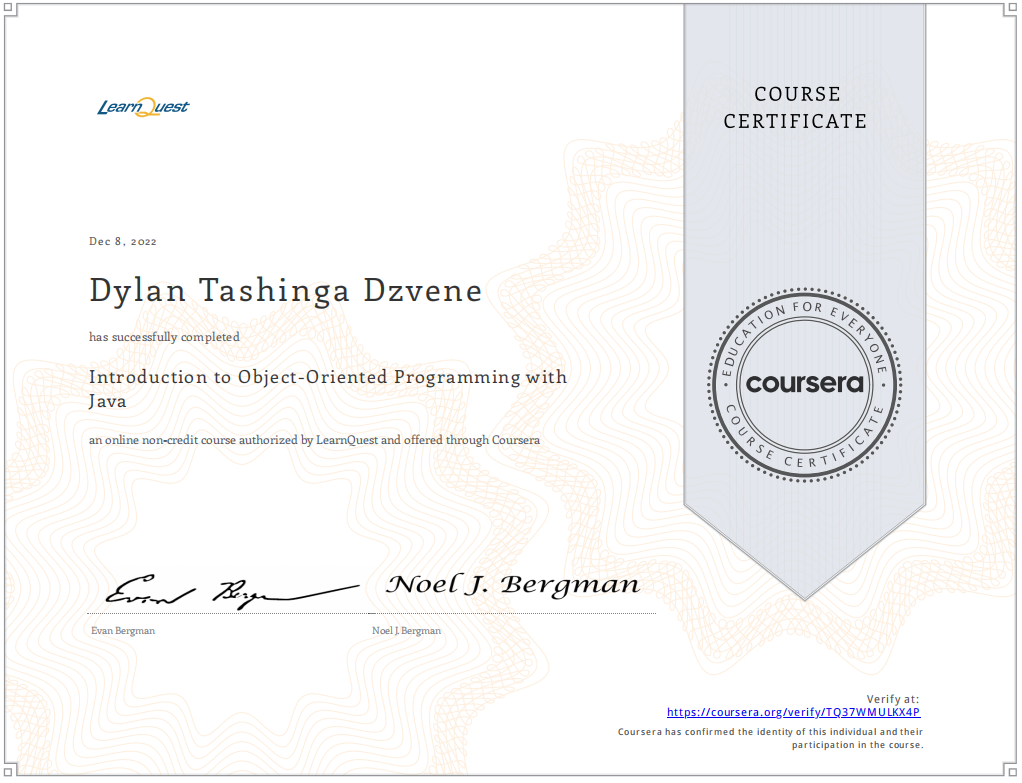 LearnQuest
COURSE
CERTIFICATE
Dec 8, 2022
Dylan Tashinga Dzvene
has successfully completed
Introduction to Object-Oriented Programming with
Java
an online non-credit course authorized by LearnQuest and offered through Coursera
EDUCATION FOR EVERYONE
coursera
COURSE CERTIFICATE
Evan Bergman
Noel J. Bergman
Evan Bergman
Noel J. Bergman
Verify at:
https://coursera.org/verify/TQ37WMULKX4P
Coursera has confirmed the identity of this individual and their
participation in the course.